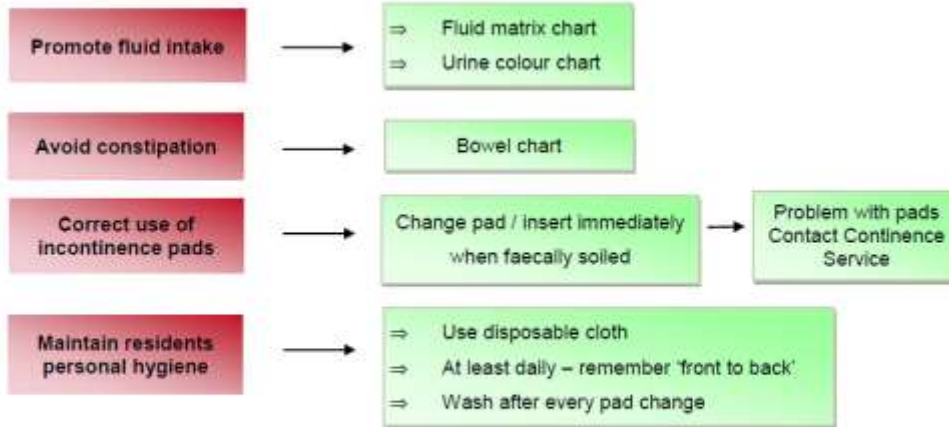 Promote fluid intake
⇒ Fluid matrix chart
⇒ Urine colour chart
Avoid constipation
Bowel chart
Correct use of
incontinence pads
Change pad / insert immediately
when faecally soiled
Problem with pads
Contact Continence
Service
Maintain residents
personal hygiene
⇒ Use disposable cloth
⇒ At least daily – remember ‘front to back’
⇒ Wash after every pad change